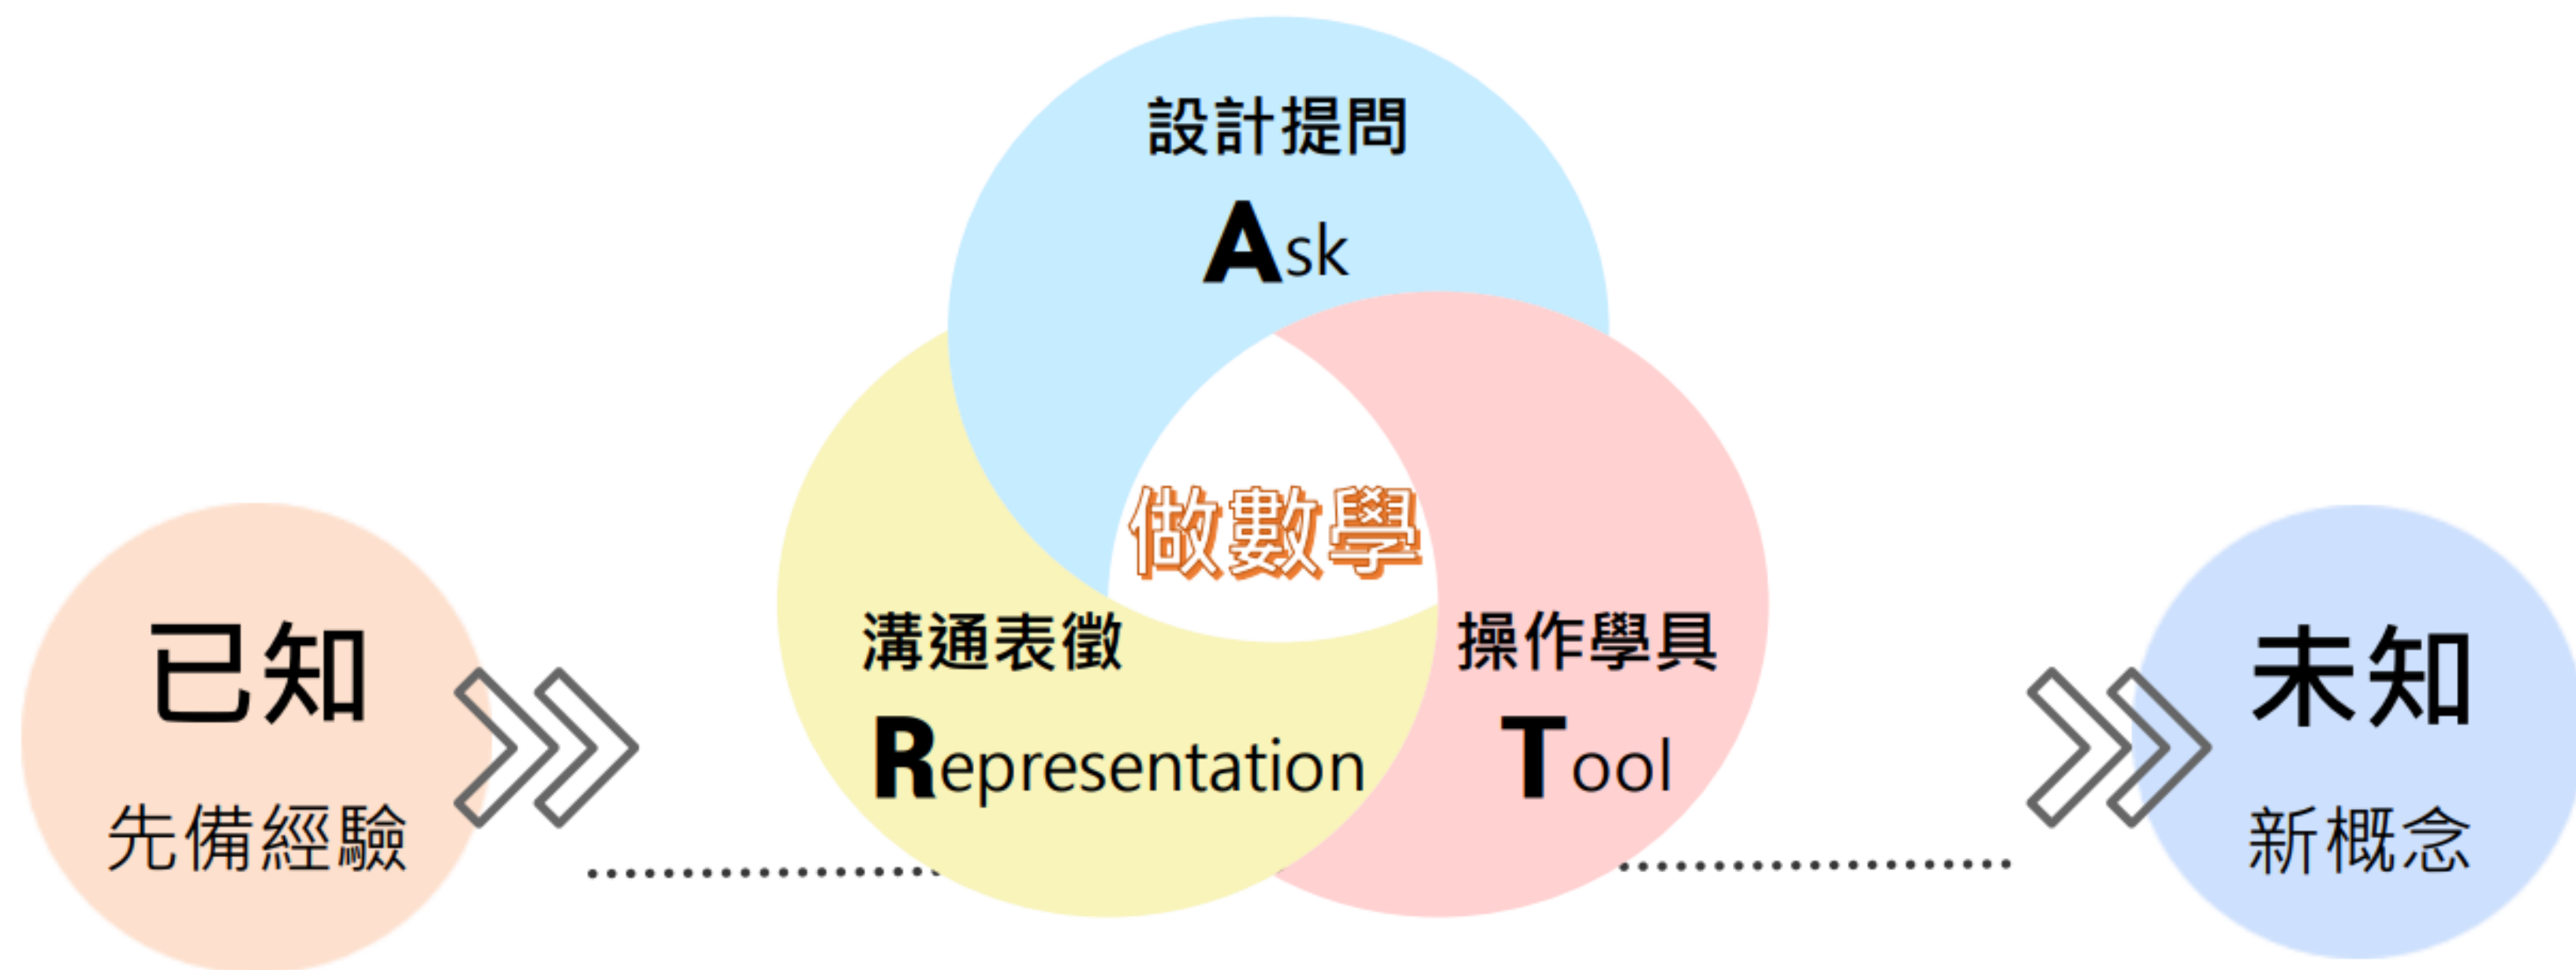 設計提問
Ask
做數學
溝通表徵
Representation
操作學具
Tool
已知
先備經驗
未知
新概念